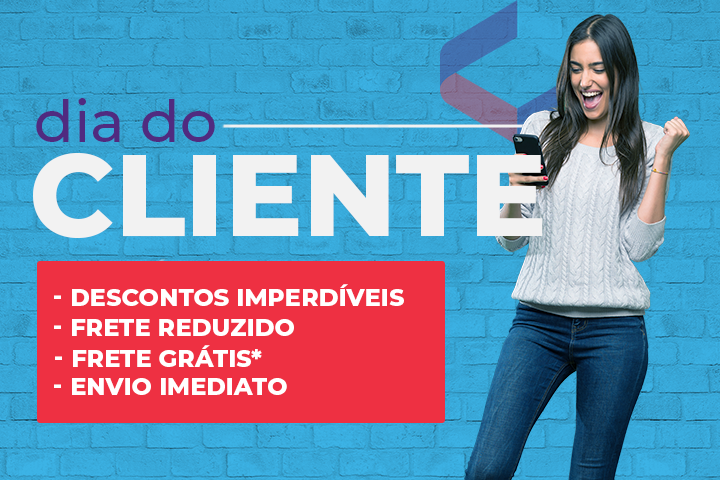 dia do
CLIENTE
- DESCONTOS IMPERDÍVEIS
- FRETE REDUZIDO
- FRETE GRÁTIS*
- ENVIO IMEDIATO